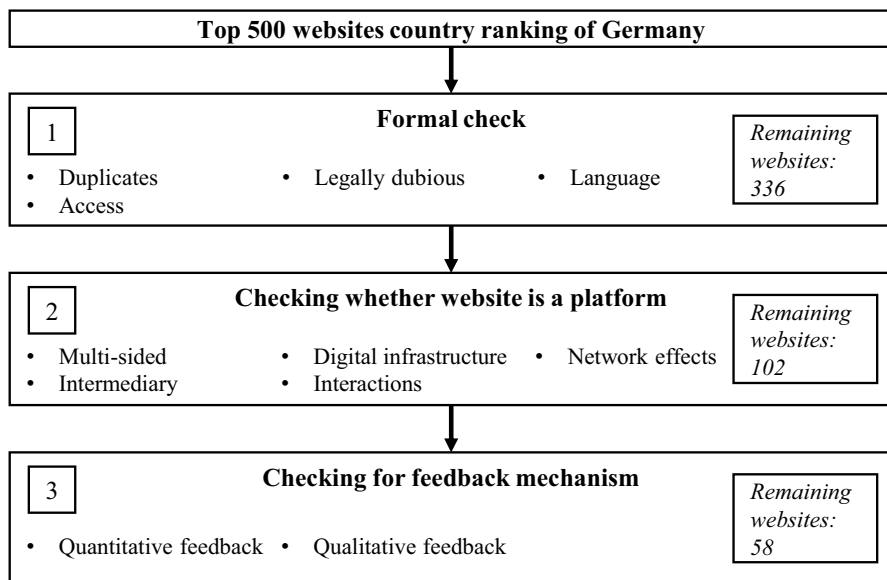 Top 500 websites country ranking of Germany
1
Formal check
• Duplicates
• Legally dubious
• Language
• Access
Remaining
websites:
336
2
Checking whether website is a platform
• Multi-sided
• Digital infrastructure
• Network effects
• Intermediary
• Interactions
Remaining
websites:
102
3
Checking for feedback mechanism
• Quantitative feedback
• Qualitative feedback
Remaining
websites:
58